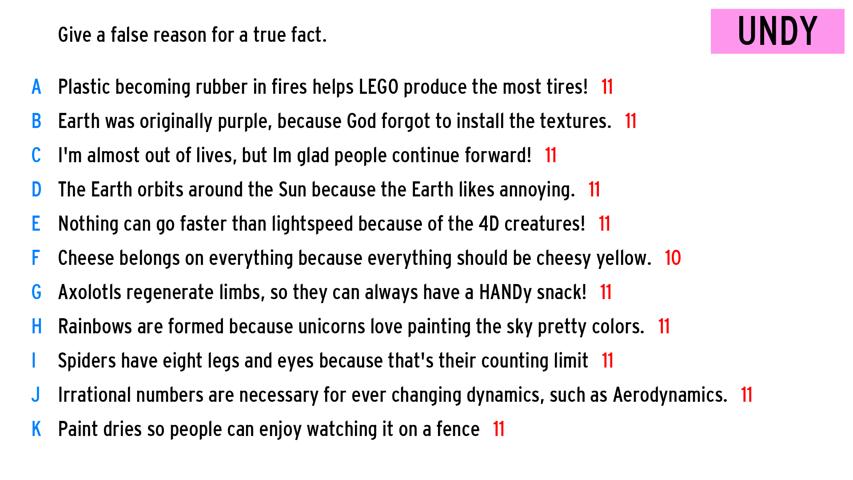 Give a false reason for a true fact.
UNDY
A Plastic becoming rubber in fires helps LEGO produce the most tires! 11
B Earth was originally purple, because God forgot to install the textures. 11
C I'm almost out of lives, but Im glad people continue forward! 11
D The Earth orbits around the Sun because the Earth likes annoying. 11
E Nothing can go faster than lightspeed because of the 4D creatures! 11
F Cheese belongs on everything because everything should be cheesy yellow. 10
G Axolotls regenerate limbs, so they can always have a HANDy snack! 11
H Rainbows are formed because unicorns love painting the sky pretty colors. 11
I Spiders have eight legs and eyes because that's their counting limit 11
J Irrational numbers are necessary for ever changing dynamics, such as Aerodynamics. 11
K Paint dries so people can enjoy watching it on a fence 11